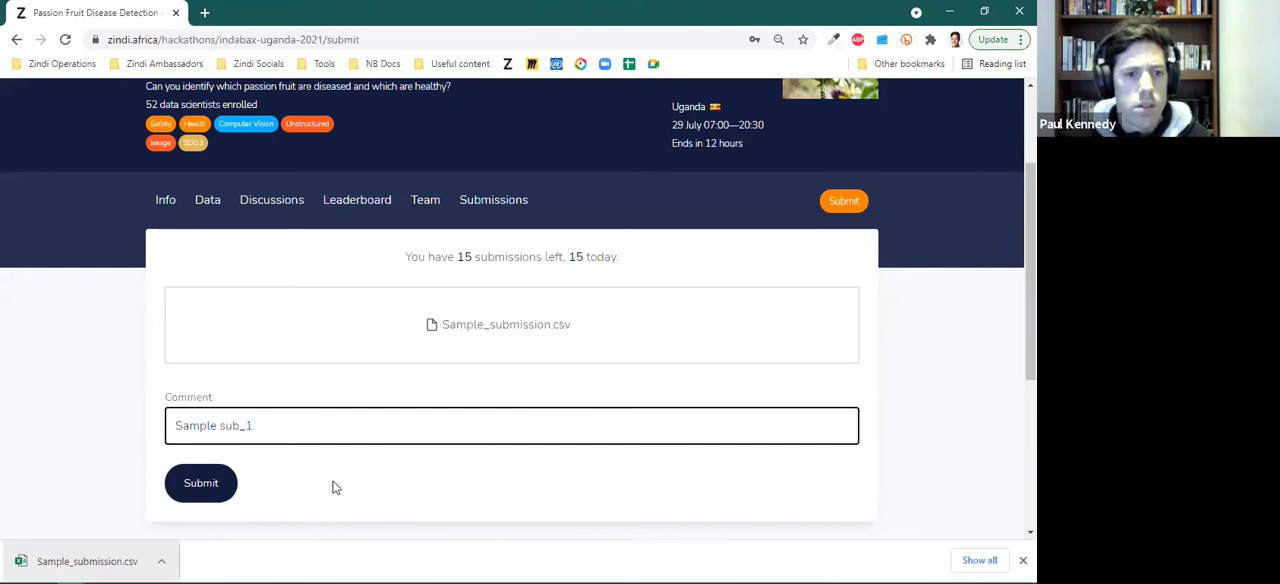 Z Passion Fruit Disease Detection -
zindi.africa/hackathons/indabax-uganda-2021/submit
ABP
Update
Zindi Operations
Zindi Ambassadors
Zindi Socials
Tools
NB Docs
Useful content
Z
Other bookmarks
Reading list
Can you identify which passion fruit are diseased and which are healthy?
52 data scientists enrolled
Safety Health Computer Vision Unstructured
Image SDG3
Uganda
29 July 07:00—20:30
Ends in 12 hours
Paul Kennedy
Info Data Discussions Leaderboard Team Submissions
Submit
You have 15 submissions left, 15 today.
Sample_submission.csv
Comment
Sample sub_1
Submit
Sample_submission.csv
Show all